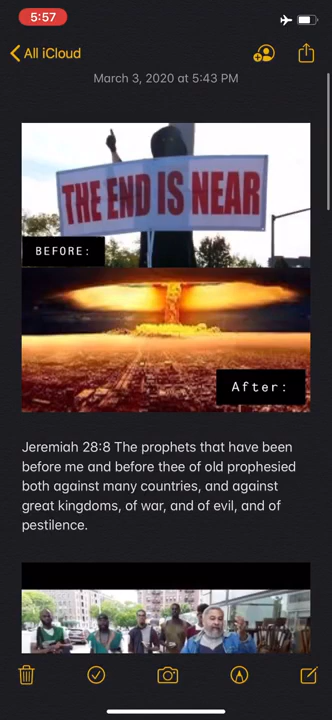 5:57
All iCloud
March 3, 2020 at 5:43 PM
THE END IS NEAR
BEFORE:
After:
Jeremiah 28:8 The prophets that have been
before me and before thee of old prophesied
both against many countries, and against
great kingdoms, of war, and of evil, and of
pestilence.